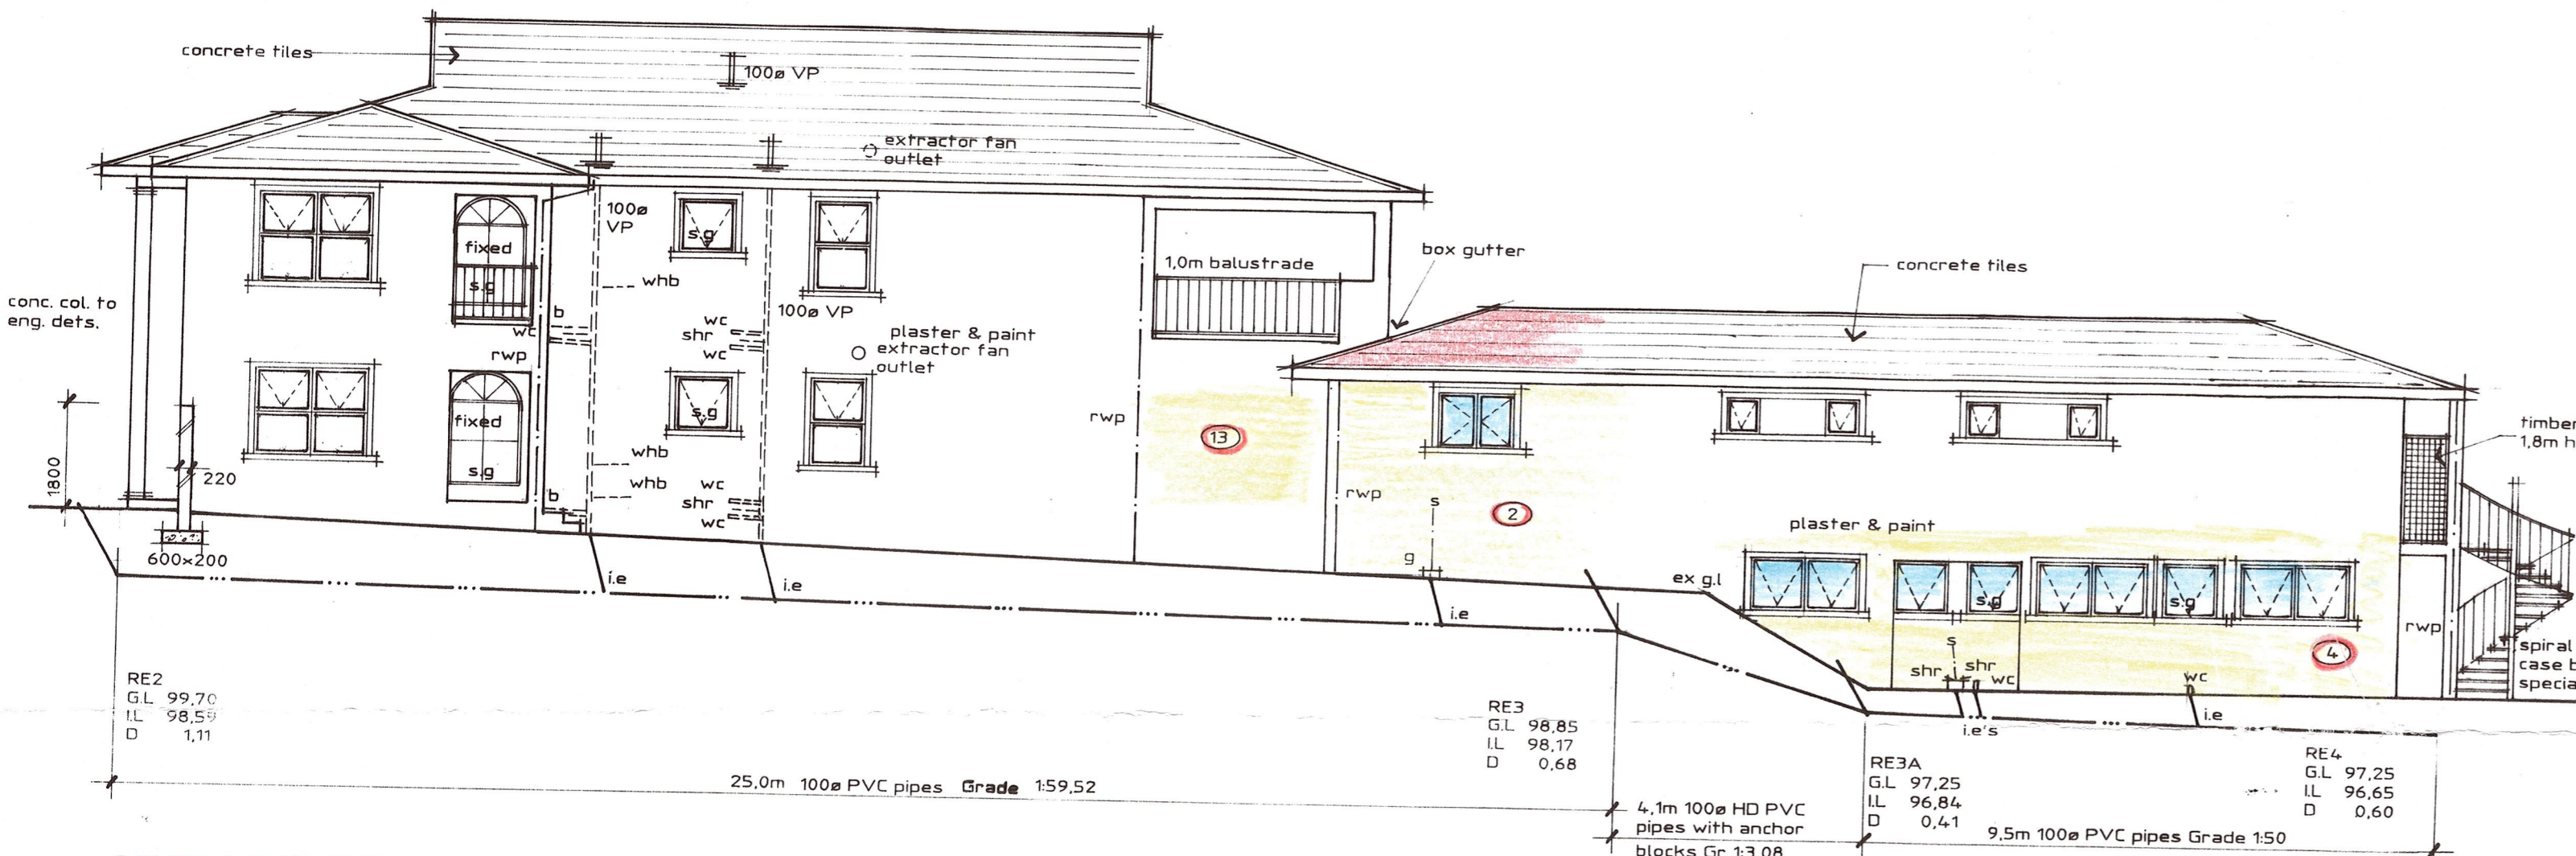 concrete tiles
100ø VP
extractor fan
outlet
100ø
VP
fixed
s.g
s.g
whb
b
wc
rwp
wc
shr
wc
100ø VP
plaster & paint
extractor fan
outlet
1,0m balustrade
box gutter
concrete tiles
conc. col. to
eng. dets.
1800
220
600x200
fixed
s.g
b
s.g
whb
whb
wc
shr
wc
rwp
13
rwp
s
g
2
plaster & paint
ex g.l
timber
1,8m h
s.g
s.g
s
shr
shr
wc
wc
4
rwp
spiral
case b
specia
i.e
i.e
i.e
i.e's
i.e
RE2
G.L 99,70
I.L 98,59
D 1,11
25,0m 100ø PVC pipes Grade 1:59,52
RE3
G.L 98,85
I.L 98,17
D 0,68
4,1m 100ø HD PVC
pipes with anchor
blocks Gr 1:3,08
RE3A
G.L 97,25
I.L 96,84
D 0,41
9,5m 100ø PVC pipes Grade 1:50
RE4
G.L 97,25
I.L 96,65
D 0,60